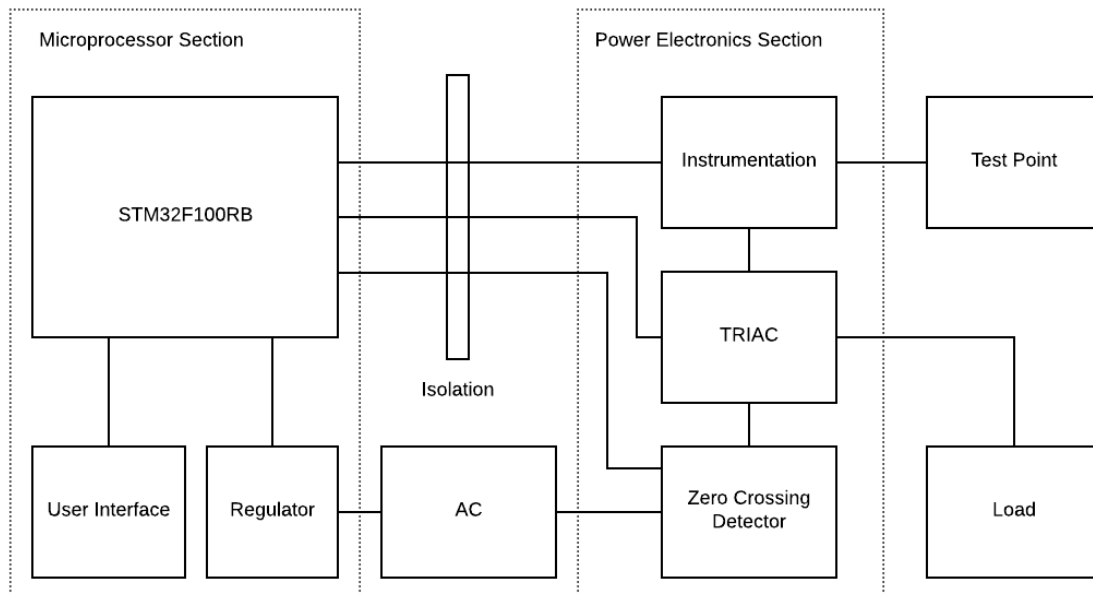 Microprocessor Section
Power Electronics Section
STM32F100RB
Instrumentation
Test Point
TRIAC
Isolation
User Interface
Regulator
AC
Zero Crossing
Detector
Load